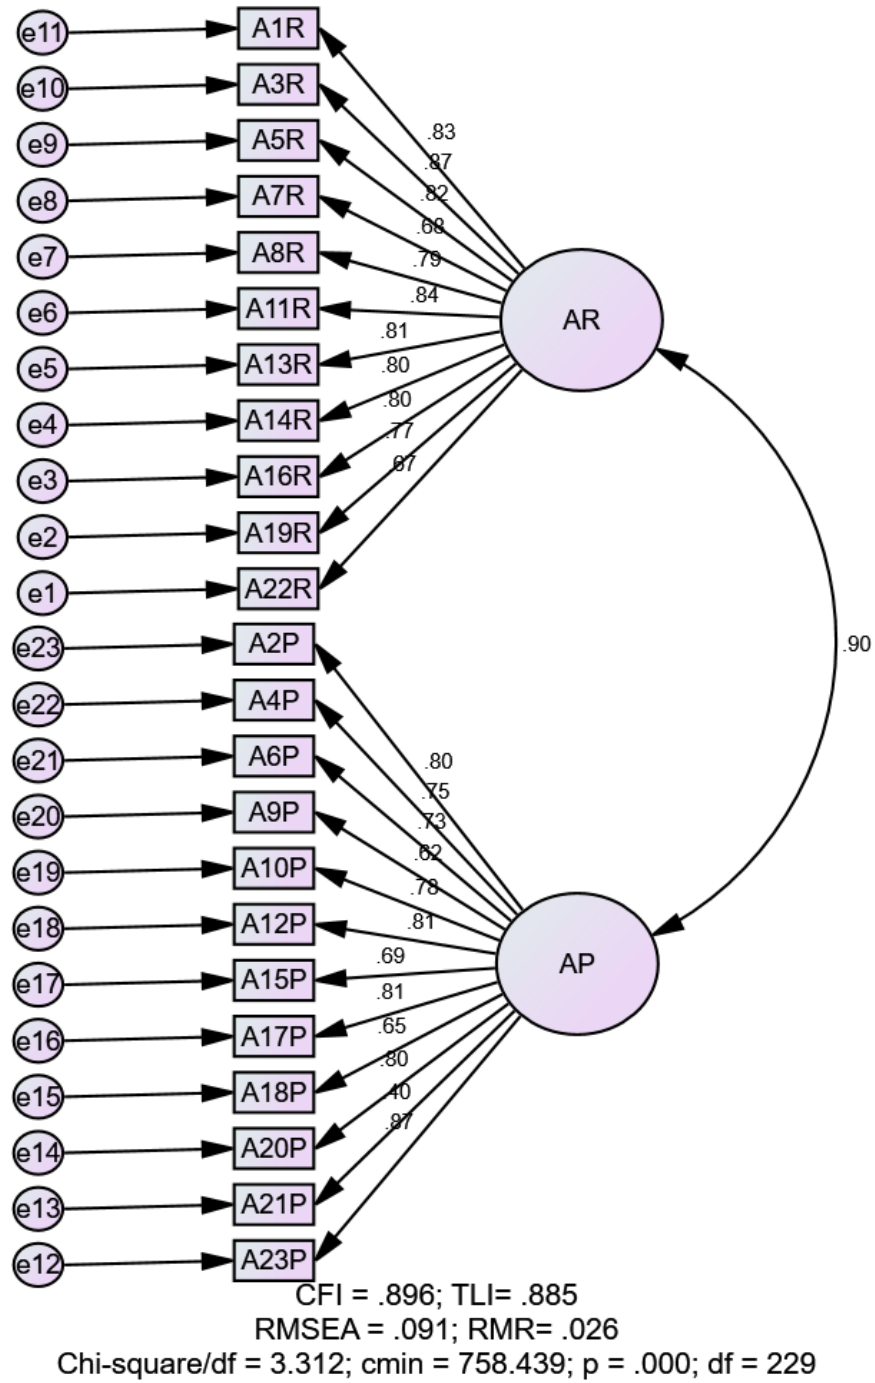 e11 A1R
e10 A3R
e9 A5R
.83
.87
e8 A7R .82
.68
e7 A8R .79
.84
e6 A11R AR
.81
e5 A13R .80
.80
e4 A14R .77
e3 A16R .67
e2 A19R
e1 A22R
e23 A2P .90
e22 A4P
e21 A6P .80
.75
e20 A9P .73
.62
e19 A10P .78
e18 A12P .81
.69
e17 A15P AP
.81
e16 A17P .65
.80
e15 A18P .40
.87
e14 A20P
e13 A21P
e12 A23P
CFI = .896; TLI= .885
RMSEA = .091; RMR= .026
Chi-square/df = 3.312; cmin = 758.439; p = .000; df = 229